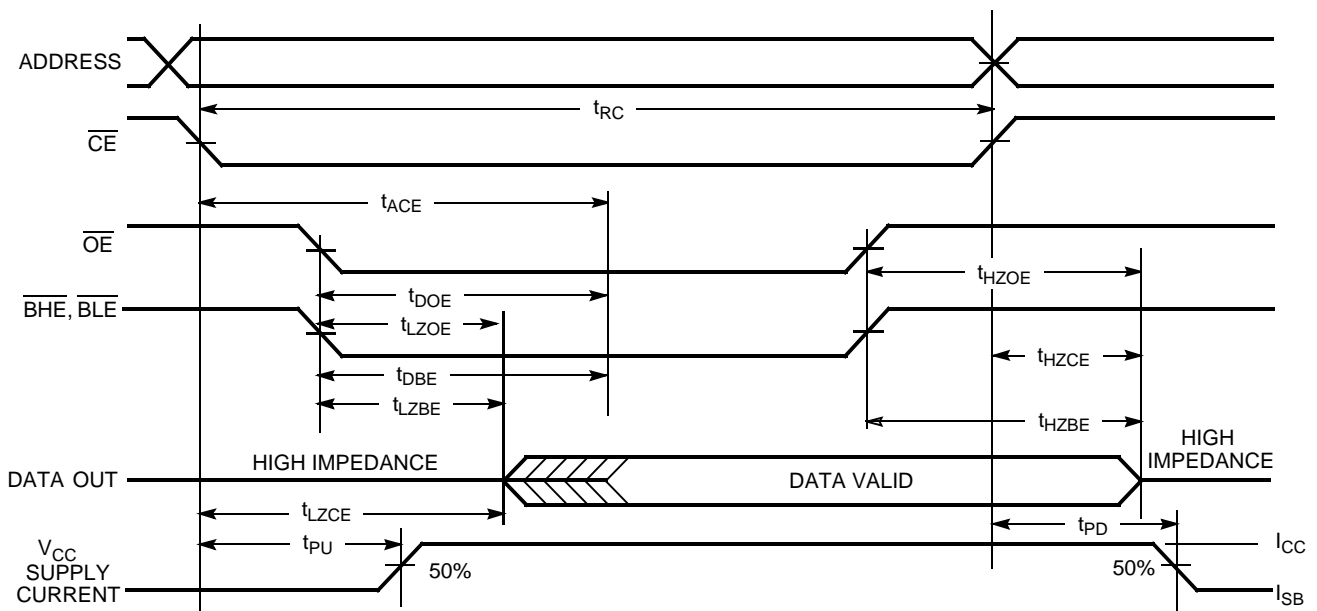 ADDRESS
tRC
CE
tACE
OE
tHZOE
tDOE
BHE, BLE
tLZOE
tHZCE
tDBE
tLZBE
tHZBE
HIGH IMPEDANCE
HIGH
IMPEDANCE
DATA OUT
DATA VALID
tLZCE
tPD
tPU
VCC
SUPPLY
CURRENT
50%
50%
ICC
ISB